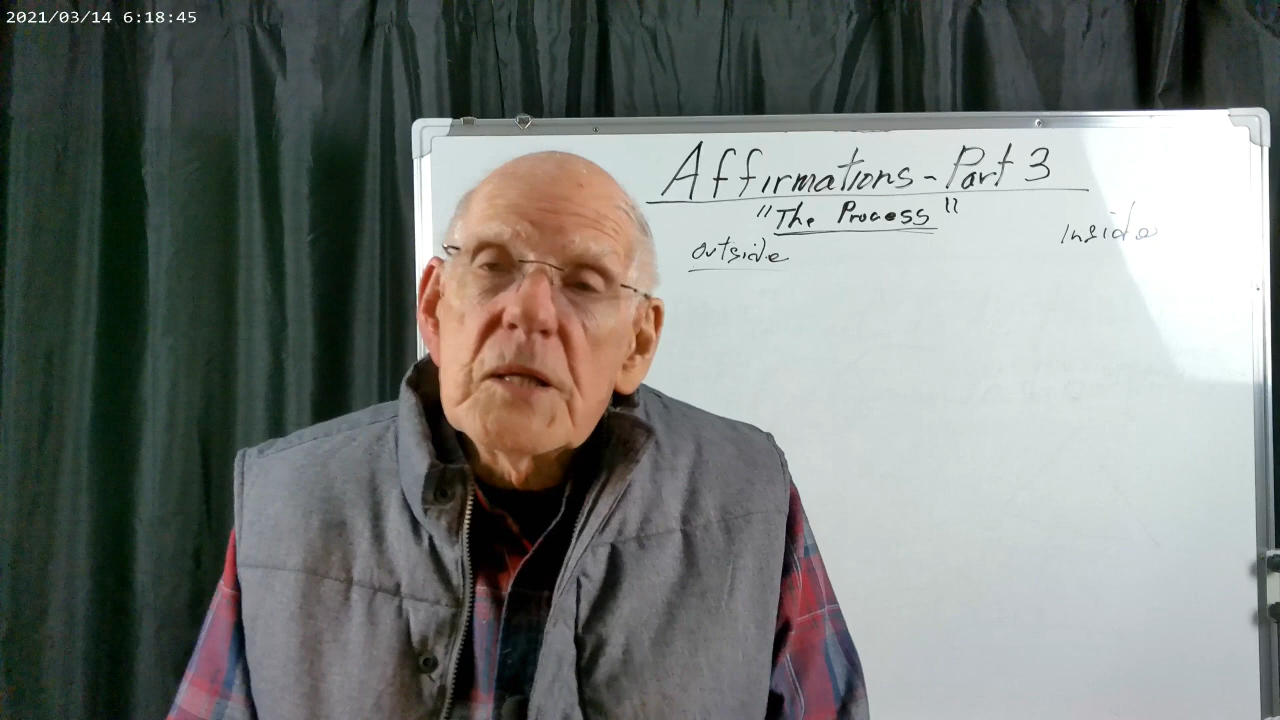 2021/03/14 6:18:45
Affirmations - Part 3
"The Process"
outside
Inside